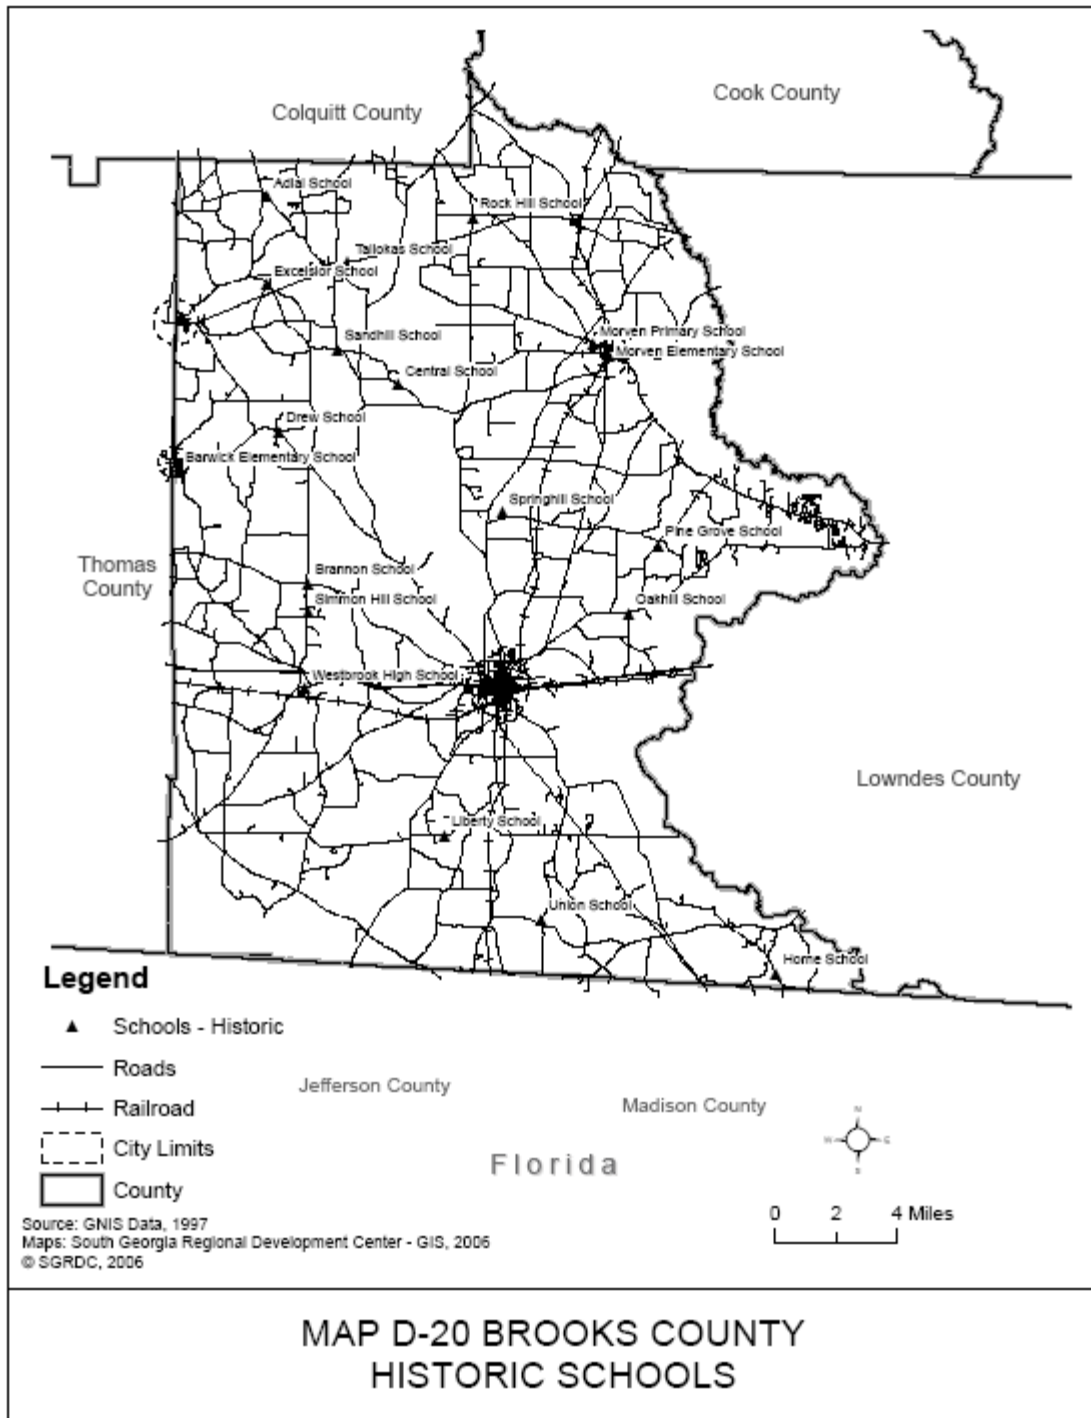 Cook County
Colquitt County
Adial School
Rock Hill School
Tallokas School
Excelsior School
Sandhill School
Morven Primary School
Morven Elementary School
Central School
Drew School
Barwick Elementary School
Springhill School
Pine Grove School
Thomas
County
Brannon School
Simmon Hill School
Oakhill School
Westbrook High School
Lowndes County
Liberty School
Union School
Home School
Legend
Schools - Historic
Roads
Railroad
City Limits
County
Jefferson County
Madison County
Florida
N
W
E
S
0 2 4 Miles
Source: GNIS Data, 1997
Maps: South Georgia Regional Development Center - GIS, 2006
© SGRDC, 2006
MAP D-20 BROOKS COUNTY
HISTORIC SCHOOLS